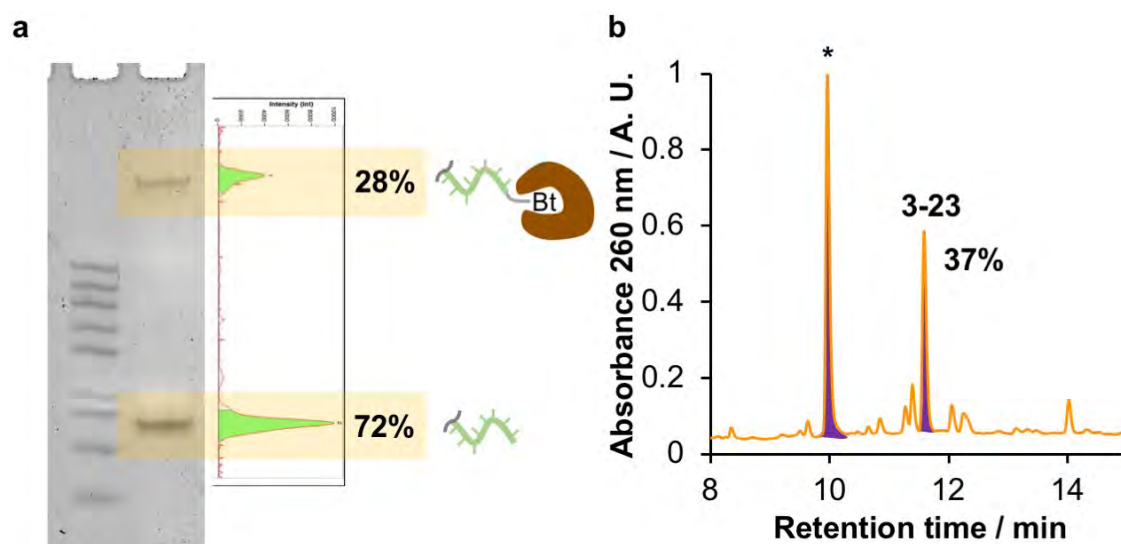 a
Intensity (Int)
28%
Bt
72%
b
Absorbance 260 nm / A. U.
1
0.8
0.6
0.4
0.2
0
*
3-23
37%
8
10
12
14
Retention time / min